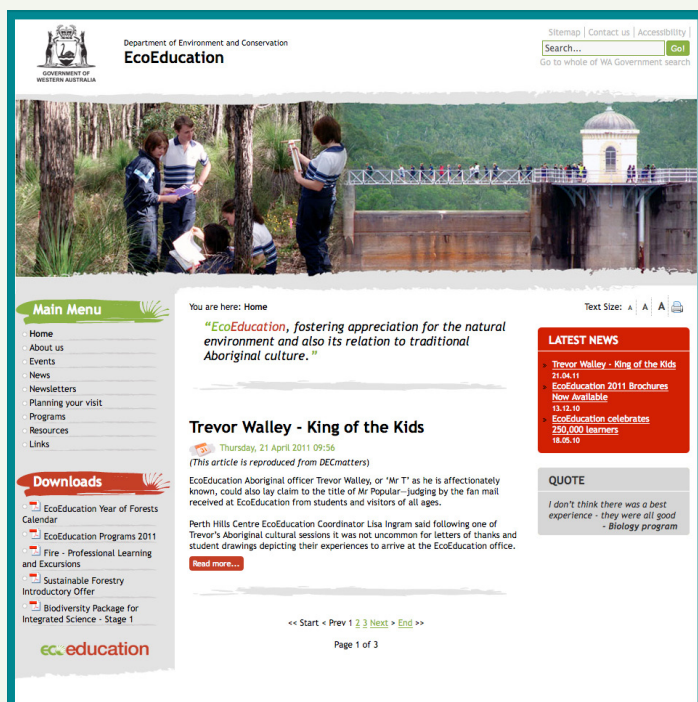 GOVERNMENT OF
WESTERN AUSTRALIA
Department of Environment and Conservation
EcoEducation
Sitemap | Contact us | Accessibility |
Search...
Go!
Go to whole of WA Government search
Main Menu
Home
About us
Events
News
Newsletters
Planning your visit
Programs
Resources
Links
Downloads
EcoEducation Year of Forests
Calendar
EcoEducation Programs 2011
Fire - Professional Learning
and Excursions
Sustainable Forestry
Introductory Offer
Biodiversity Package for
Integrated Science - Stage 1
ecoeducation
You are here: Home
“EcoEducation, fostering appreciation for the natural
environment and also its relation to traditional
Aboriginal culture.”
Trevor Walley - King of the Kids
Thursday, 21 April 2011 09:56
(This article is reproduced from DECmatters)
EcoEducation Aboriginal officer Trevor Walley, or ‘Mr T’ as he is affectionately
known, could also lay claim to the title of Mr Popular—judging by the fan mail
received at EcoEducation from students and visitors of all ages.
Perth Hills Centre EcoEducation Coordinator Lisa Ingram said following one of
Trevor’s Aboriginal cultural sessions it was not uncommon for letters of thanks and
student drawings depicting their experiences to arrive at the EcoEducation office.
Read more...
<< Start < Prev 1 2 3 Next > End >>
Page 1 of 3
Text Size: A A A
LATEST NEWS
Trevor Walley - King of the Kids
21.04.11
EcoEducation 2011 Brochures
Now Available
13.12.10
EcoEducation celebrates
250,000 learners
18.05.10
QUOTE
I don't think there was a best
experience - they were all good
- Biology program